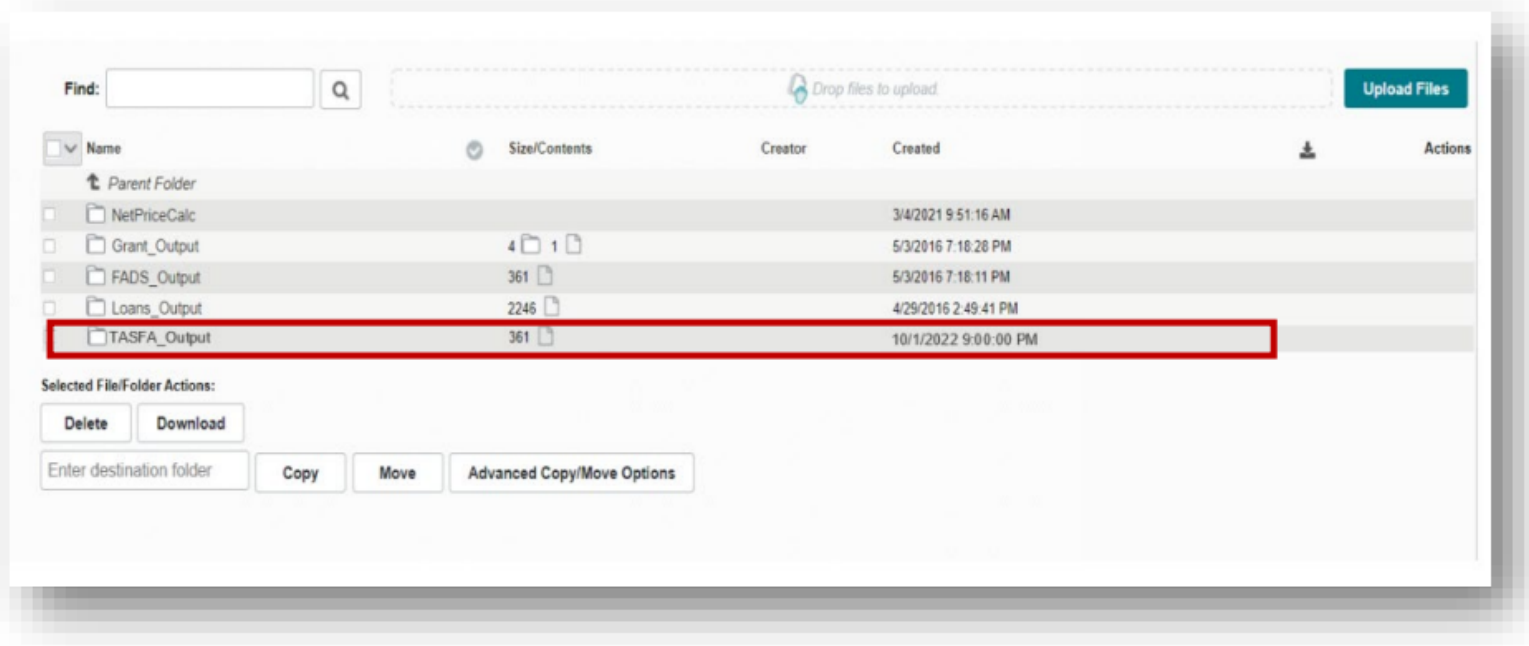 Find: Drop files to upload. Upload Files
Name Size/Contents Creator Created Actions
Parent Folder
NetPriceCalc 3/4/2021 9:51:16 AM
Grant_Output 4 1 5/3/2016 7:18:28 PM
FADS_Output 361 5/3/2016 7:18:11 PM
Loans_Output 2246 4/29/2016 2:49:41 PM
TASFA_Output 361 10/1/2022 9:00:00 PM
Selected File/Folder Actions:
Delete Download
Enter destination folder Copy Move Advanced Copy/Move Options